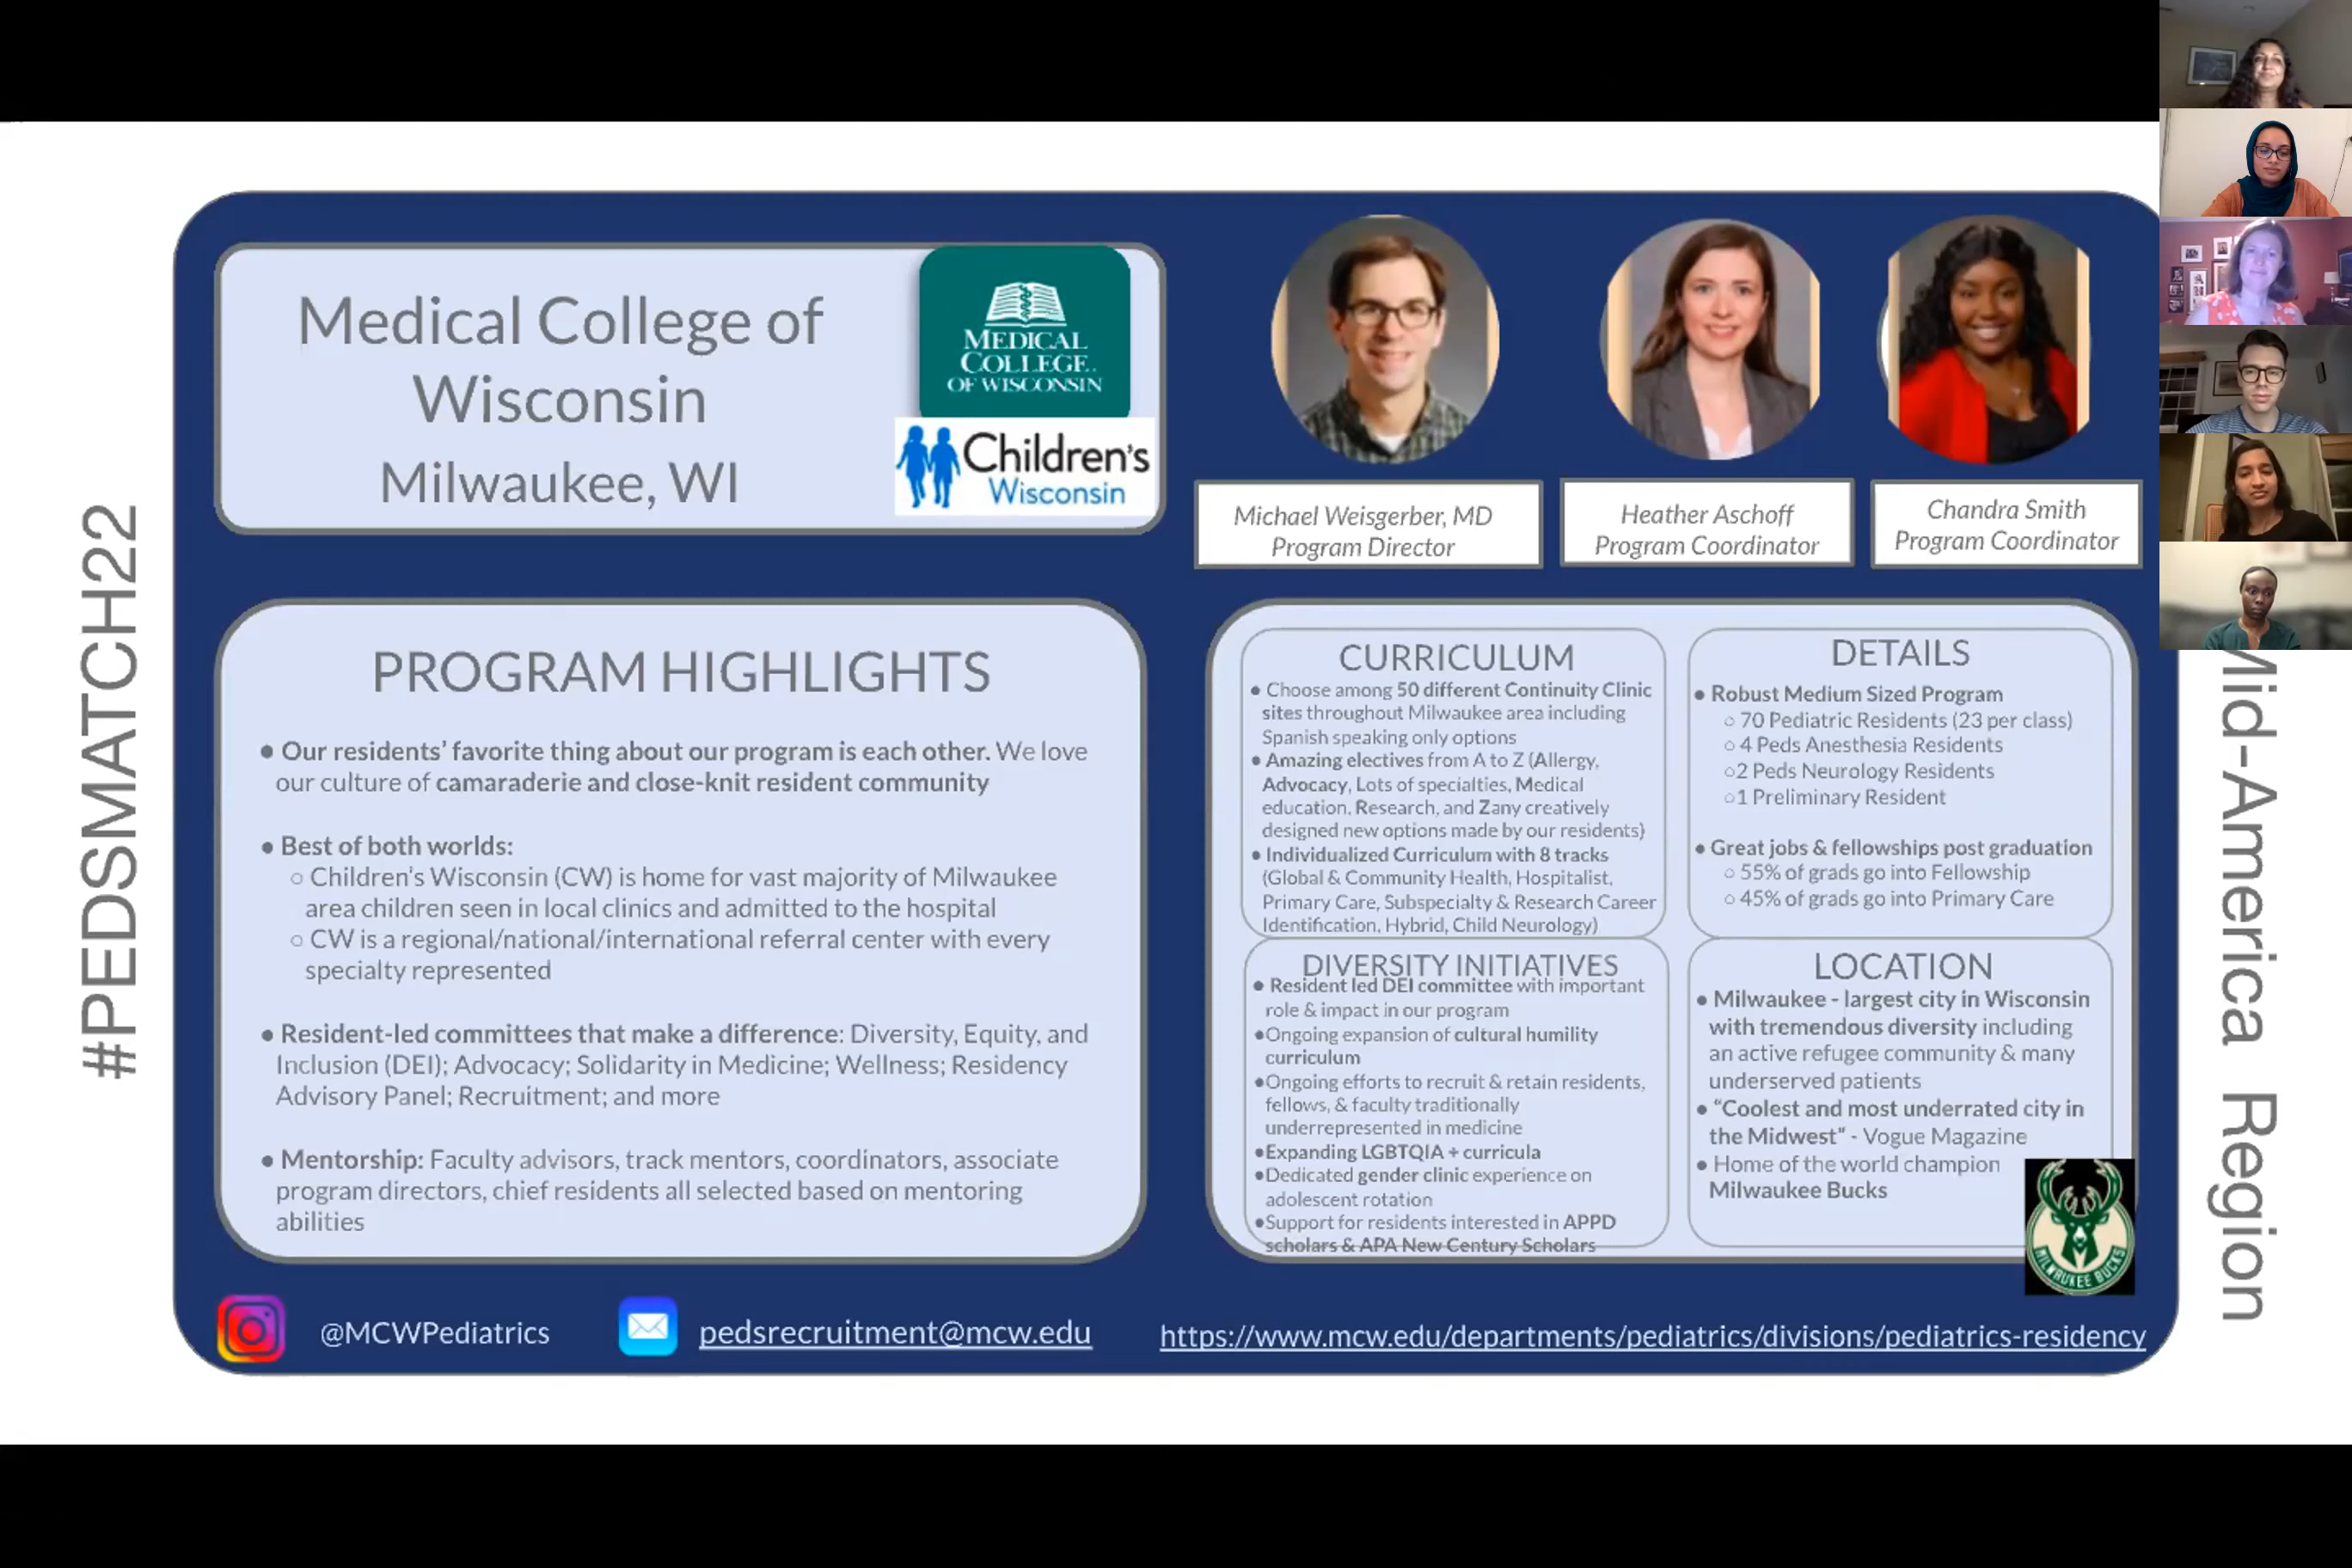 #PEDSMATCH22
Medical College of
Wisconsin
Milwaukee, WI
MEDICAL
COLLEGE
OF WISCONSIN
Children's
Wisconsin
Michael Weisgerber, MD
Program Director
Heather Aschoff
Program Coordinator
Chandra Smith
Program Coordinator
PROGRAM HIGHLIGHTS
● Our residents' favorite thing about our program is each other. We love
our culture of camaraderie and close-knit resident community
● Best of both worlds:
○ Children's Wisconsin (CW) is home for vast majority of Milwaukee
area children seen in local clinics and admitted to the hospital
○ CW is a regional/national/international referral center with every
specialty represented
● Resident-led committees that make a difference: Diversity, Equity, and
Inclusion (DEI); Advocacy; Solidarity in Medicine; Wellness; Residency
Advisory Panel; Recruitment; and more
● Mentorship: Faculty advisors, track mentors, coordinators, associate
program directors, chief residents all selected based on mentoring
abilities
CURRICULUM
● Choose among 50 different Continuity Clinic
sites throughout Milwaukee area including
Spanish speaking only options
● Amazing electives from A to Z (Allergy,
Advocacy, Lots of specialties, Medical
education, Research, and Zany creatively
designed new options made by our residents)
● Individualized Curriculum with 8 tracks
(Global & Community Health, Hospitalist,
Primary Care, Subspecialty & Research Career
Identification, Hybrid, Child Neurology)
DETAILS
● Robust Medium Sized Program
○ 70 Pediatric Residents (23 per class)
○ 4 Peds Anesthesia Residents
○2 Peds Neurology Residents
○1 Preliminary Resident
● Great jobs & fellowships post graduation
○ 55% of grads go into Fellowship
○ 45% of grads go into Primary Care
DIVERSITY INITIATIVES
● Resident led DEI committee with important
role & impact in our program
●Ongoing expansion of cultural humility
curriculum
●Ongoing efforts to recruit & retain residents,
fellows, & faculty traditionally
underrepresented in medicine
●Expanding LGBTQIA + curricula
●Dedicated gender clinic experience on
adolescent rotation
●Support for residents interested in APPD
scholars & APA New Century Scholars
LOCATION
● Milwaukee - largest city in Wisconsin
with tremendous diversity including
an active refugee community & many
underserved patients
● "Coolest and most underrated city in
the Midwest" - Vogue Magazine
● Home of the world champion
Milwaukee Bucks
MILWAUKEE BUCKS
@MCWPediatrics
pedsrecruitment@mcw.edu
https://www.mcw.edu/departments/pediatrics/divisions/pediatrics-residency
Mid-America Region